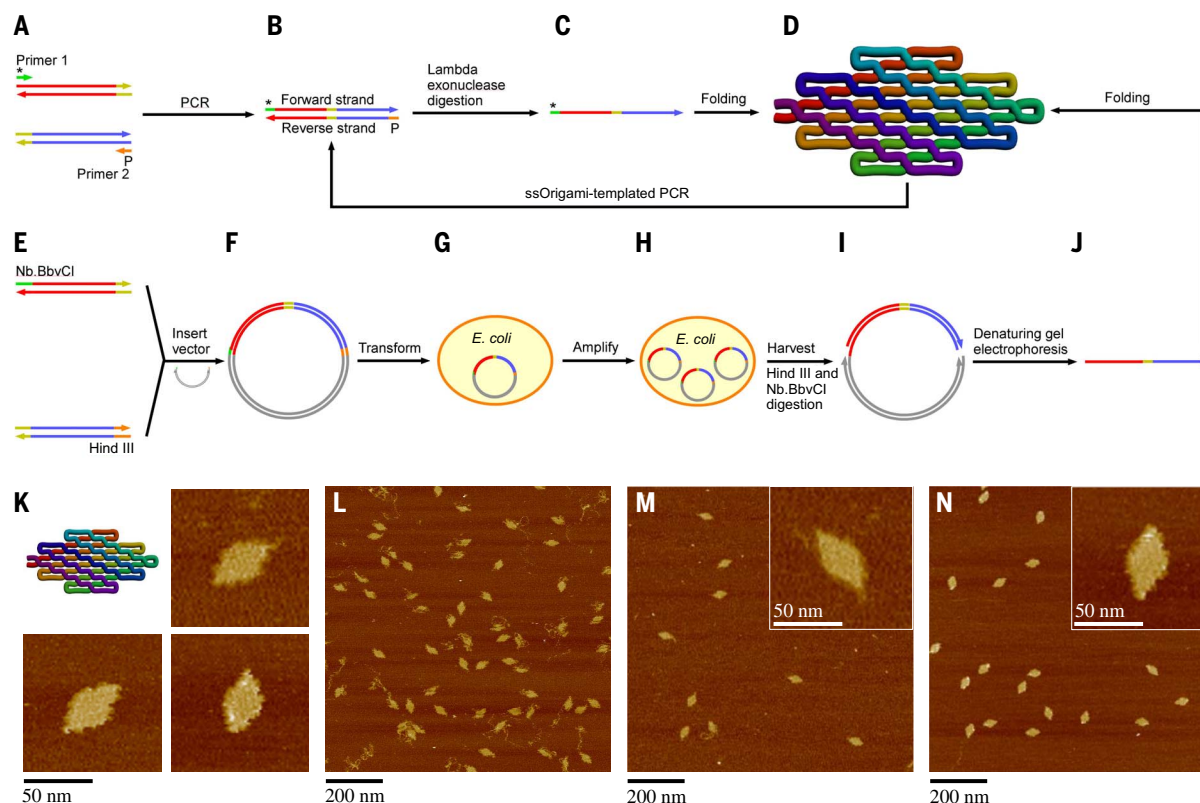 A
B
C
D
Primer 1
*
PCR
P
Primer 2
*
Forward strand
Reverse strand
P
Lambda
exonuclease
digestion
*
Folding
Folding
ssOrigami-templated PCR
E
F
G
H
I
J
Nb.BbvCI
Hind III
Insert
vector
Transform
E. coli
Amplify
E. coli
Harvest
Hind III and
Nb.BbvCI
digestion
Denaturing gel
electrophoresis
K
L
M
N
50 nm
50 nm
50 nm
200 nm
200 nm
200 nm